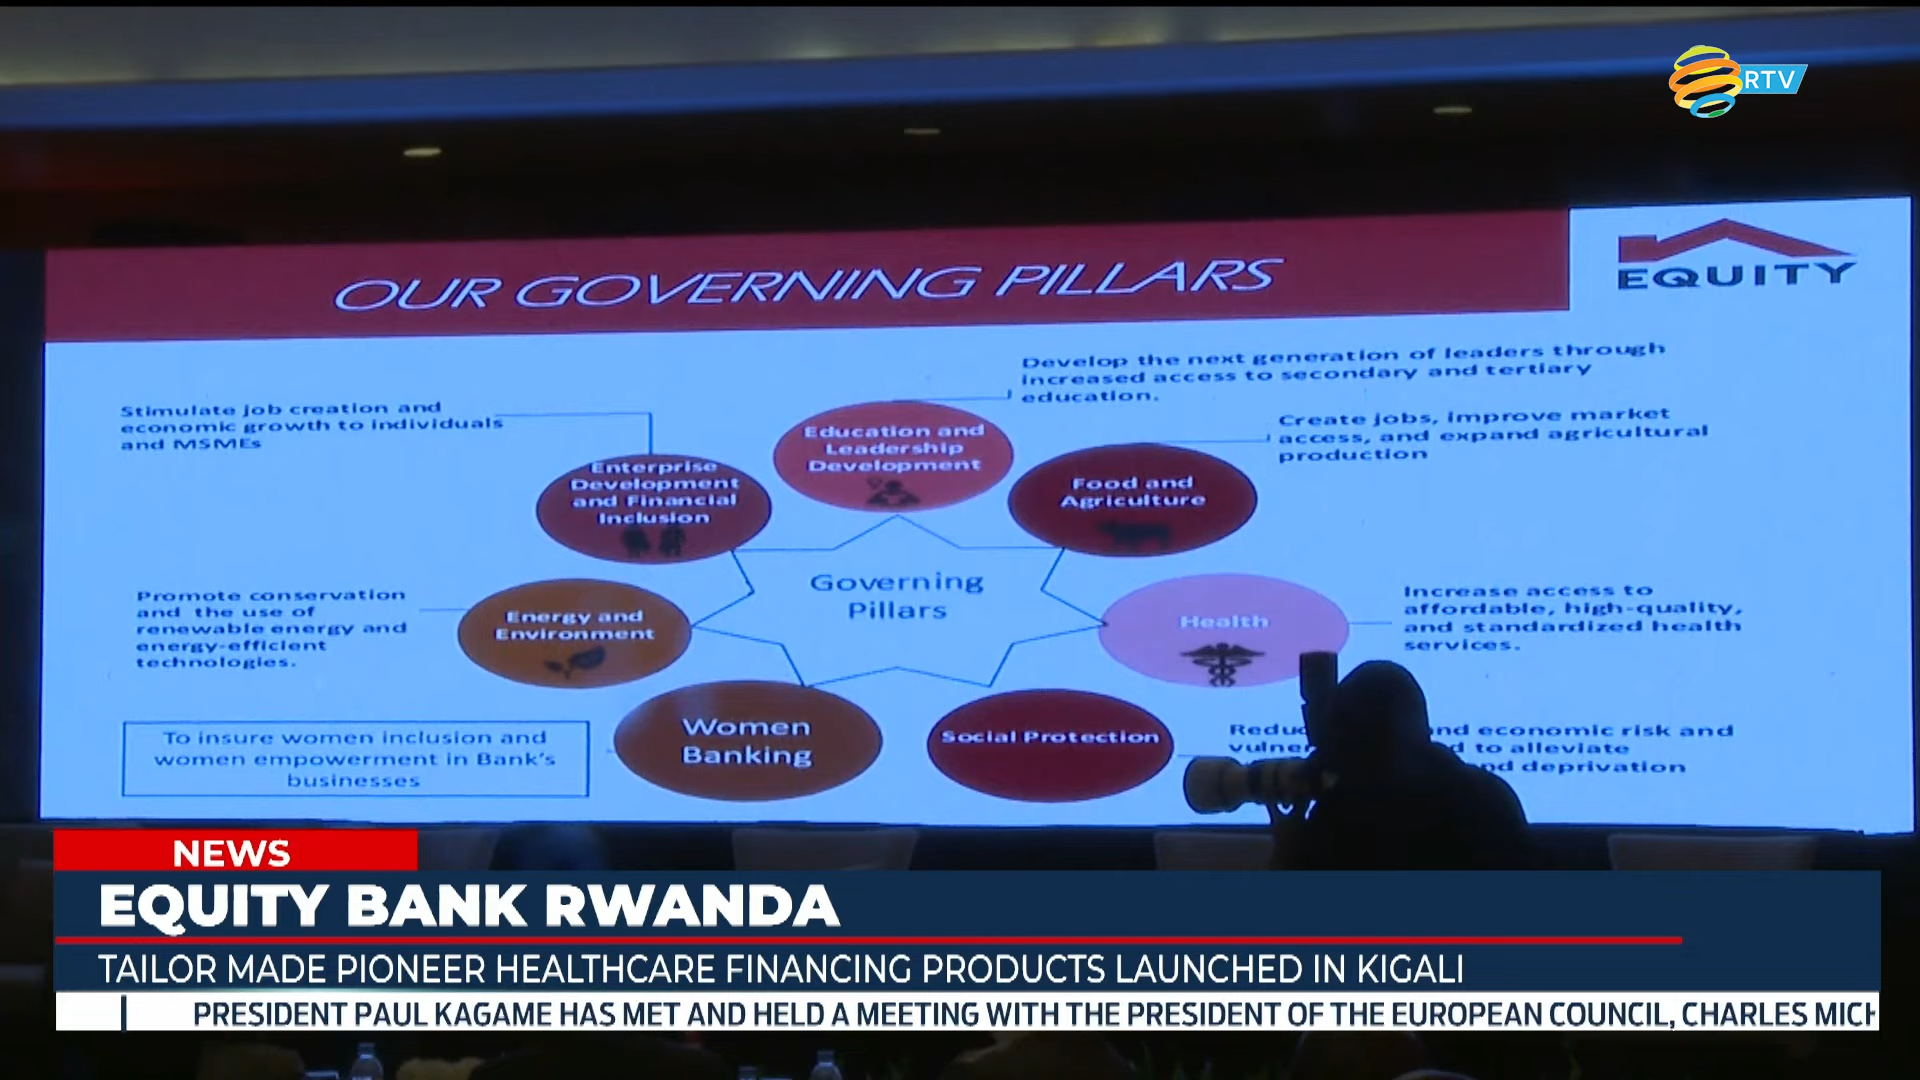 RTV
OUR GOVERNING PILLARS
EQUITY
Develop the next generation of leaders through
increased access to secondary and tertiary
education.
Stimulate job creation and
economic growth to individuals
and MSMEs
Create jobs, improve market
access, and expand agricultural
production
Education and
Leadership
Development
Enterprise
Development
and Financial
Inclusion
Food and
Agriculture
Governing
Pillars
Promote conservation
and the use of
renewable energy and
energy-efficient
technologies.
Energy and
Environment
Health
Increase access to
affordable, high-quality,
and standardized health
services.
To insure women inclusion and
women empowerment in Bank's
businesses
Women
Banking
Social Protection
economic risk and
to alleviate
deprivation
NEWS
EQUITY BANK RWANDA
TAILOR MADE PIONEER HEALTHCARE FINANCING PRODUCTS LAUNCHED IN KIGALI
PRESIDENT PAUL KAGAME HAS MET AND HELD A MEETING WITH THE PRESIDENT OF THE EUROPEAN COUNCIL, CHARLES